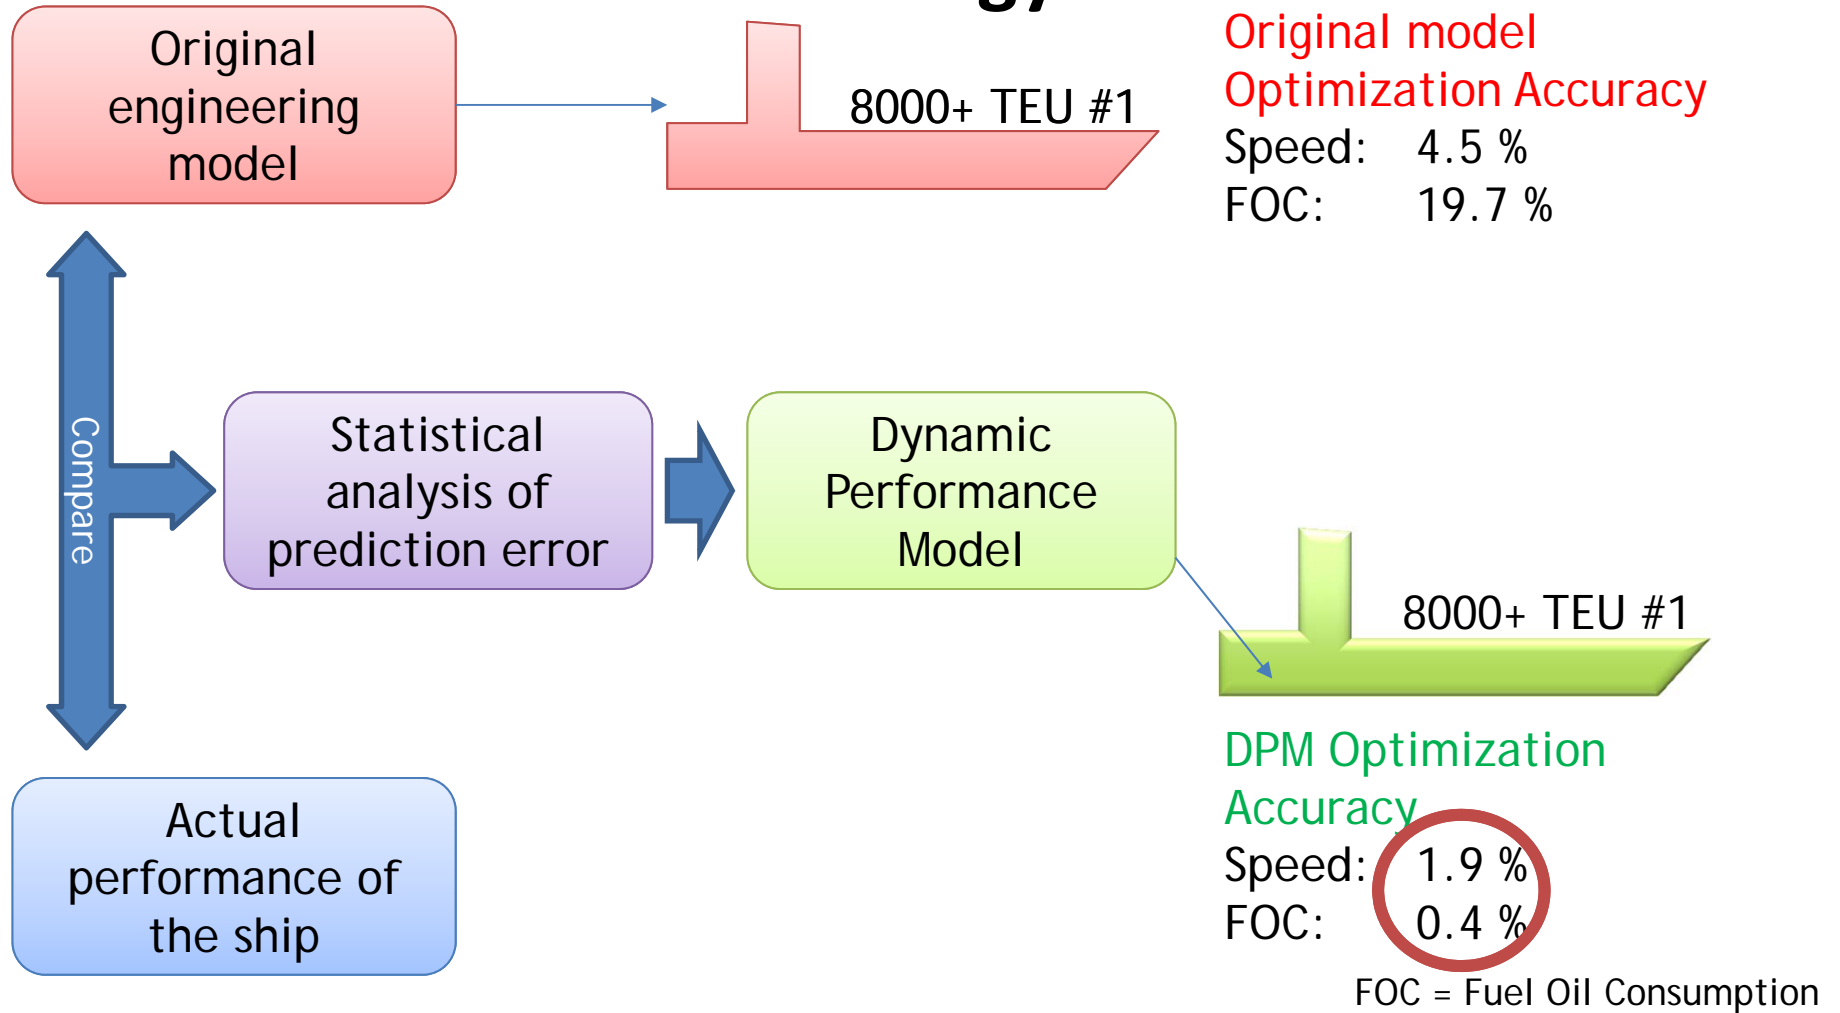 Original
engineering
model
8000+ TEU #1
Original model
Optimization Accuracy
Speed: 4.5 %
FOC: 19.7 %
Compare
Statistical
analysis of
prediction error
Dynamic
Performance
Model
8000+ TEU #1
Actual
performance of
the ship
DPM Optimization
Accuracy
Speed: 1.9 %
FOC: 0.4 %
FOC = Fuel Oil Consumption